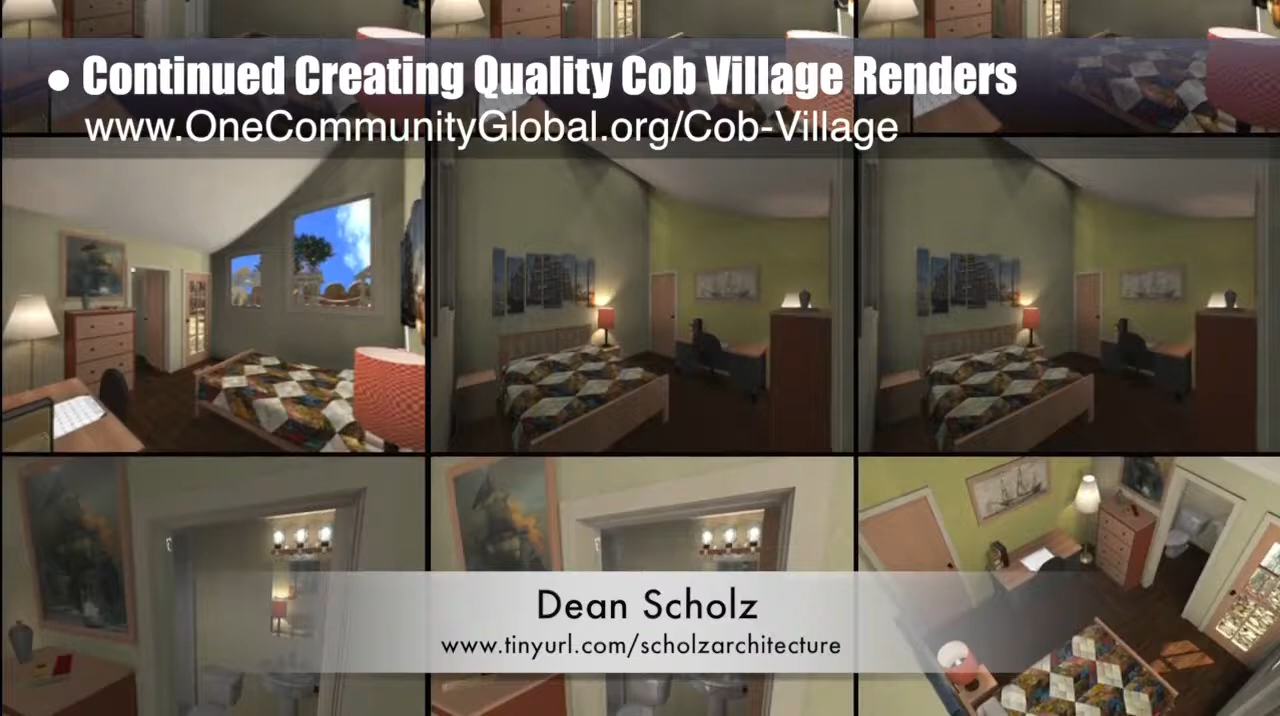 • Continued Creating Quality Cob Village Renders
www.OneCommunityGlobal.org/Cob-Village
Dean Scholz
www.tinyurl.com/scholzarchitecture